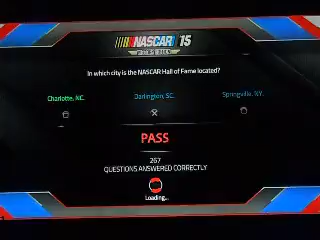 NASCAR '15
In which city is the NASCAR Hall of Fame located?
Charlotte, NC.
Darlington, SC.
Springville, NY.
PASS
267
QUESTIONS ANSWERED CORRECTLY
Loading...